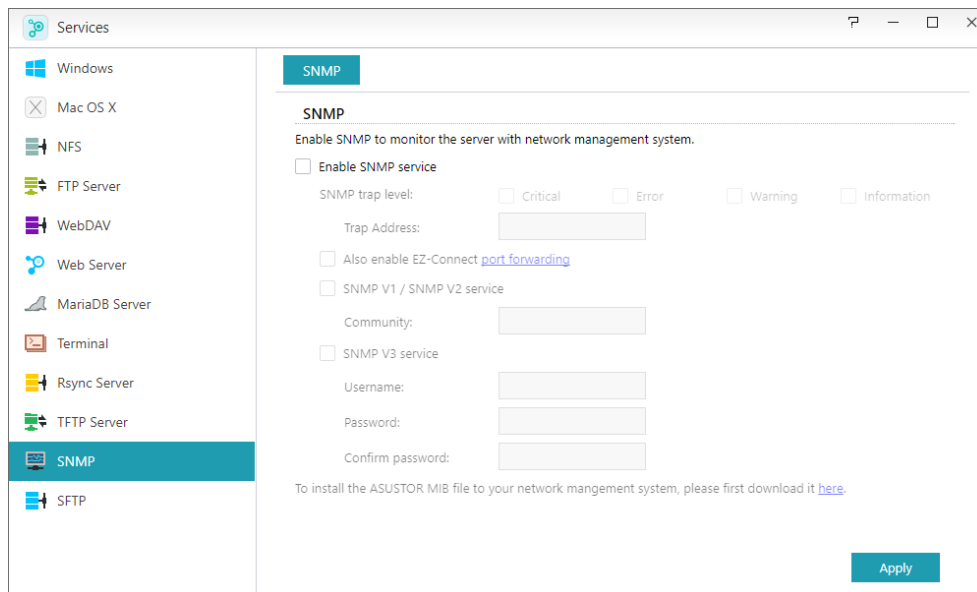 Services
Windows
Mac OS X
NFS
FTP Server
WebDAV
Web Server
MariaDB Server
Terminal
Rsync Server
TFTP Server
SNMP
SFTP
SNMP
SNMP
Enable SNMP to monitor the server with network management system.
Enable SNMP service
SNMP trap level: Critical Error Warning Information
Trap Address:
Also enable EZ-Connect port forwarding
SNMP V1 / SNMP V2 service
Community:
SNMP V3 service
Username:
Password:
Confirm password:
To install the ASUSTOR MIB file to your network mangement system, please first download it here.
Apply